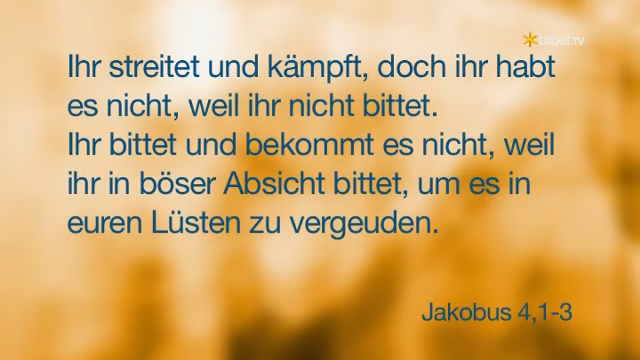 bibel.tv
Ihr streitet und kämpft, doch ihr habt
es nicht, weil ihr nicht bittet.
Ihr bittet und bekommt es nicht, weil
ihr in böser Absicht bittet, um es in
euren Lüsten zu vergeuden.
Jakobus 4,1-3